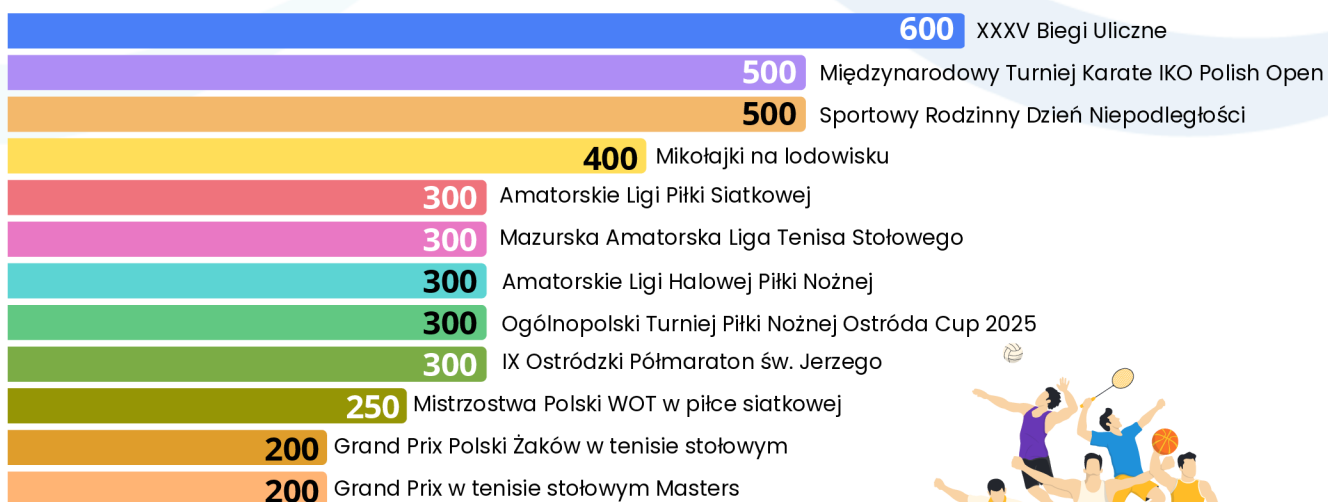 600 XXXV Biegi Uliczne
500 Międzynarodowy Turniej Karate IKO Polish Open
500 Sportowy Rodzinny Dzień Niepodległości
400 Mikołajki na lodowisku
300 Amatorskie Ligi Piłki Siatkowej
300 Mazurska Amatorska Liga Tenisa Stołowego
300 Amatorskie Ligi Halowej Piłki Nożnej
300 Ogólnopolski Turniej Piłki Nożnej Ostróda Cup 2025
300 IX Ostródzki Półmaraton św. Jerzego
250 Mistrzostwa Polski WOT w piłce siatkowej
200 Grand Prix Polski Żaków w tenisie stołowym
200 Grand Prix w tenisie stołowym Masters